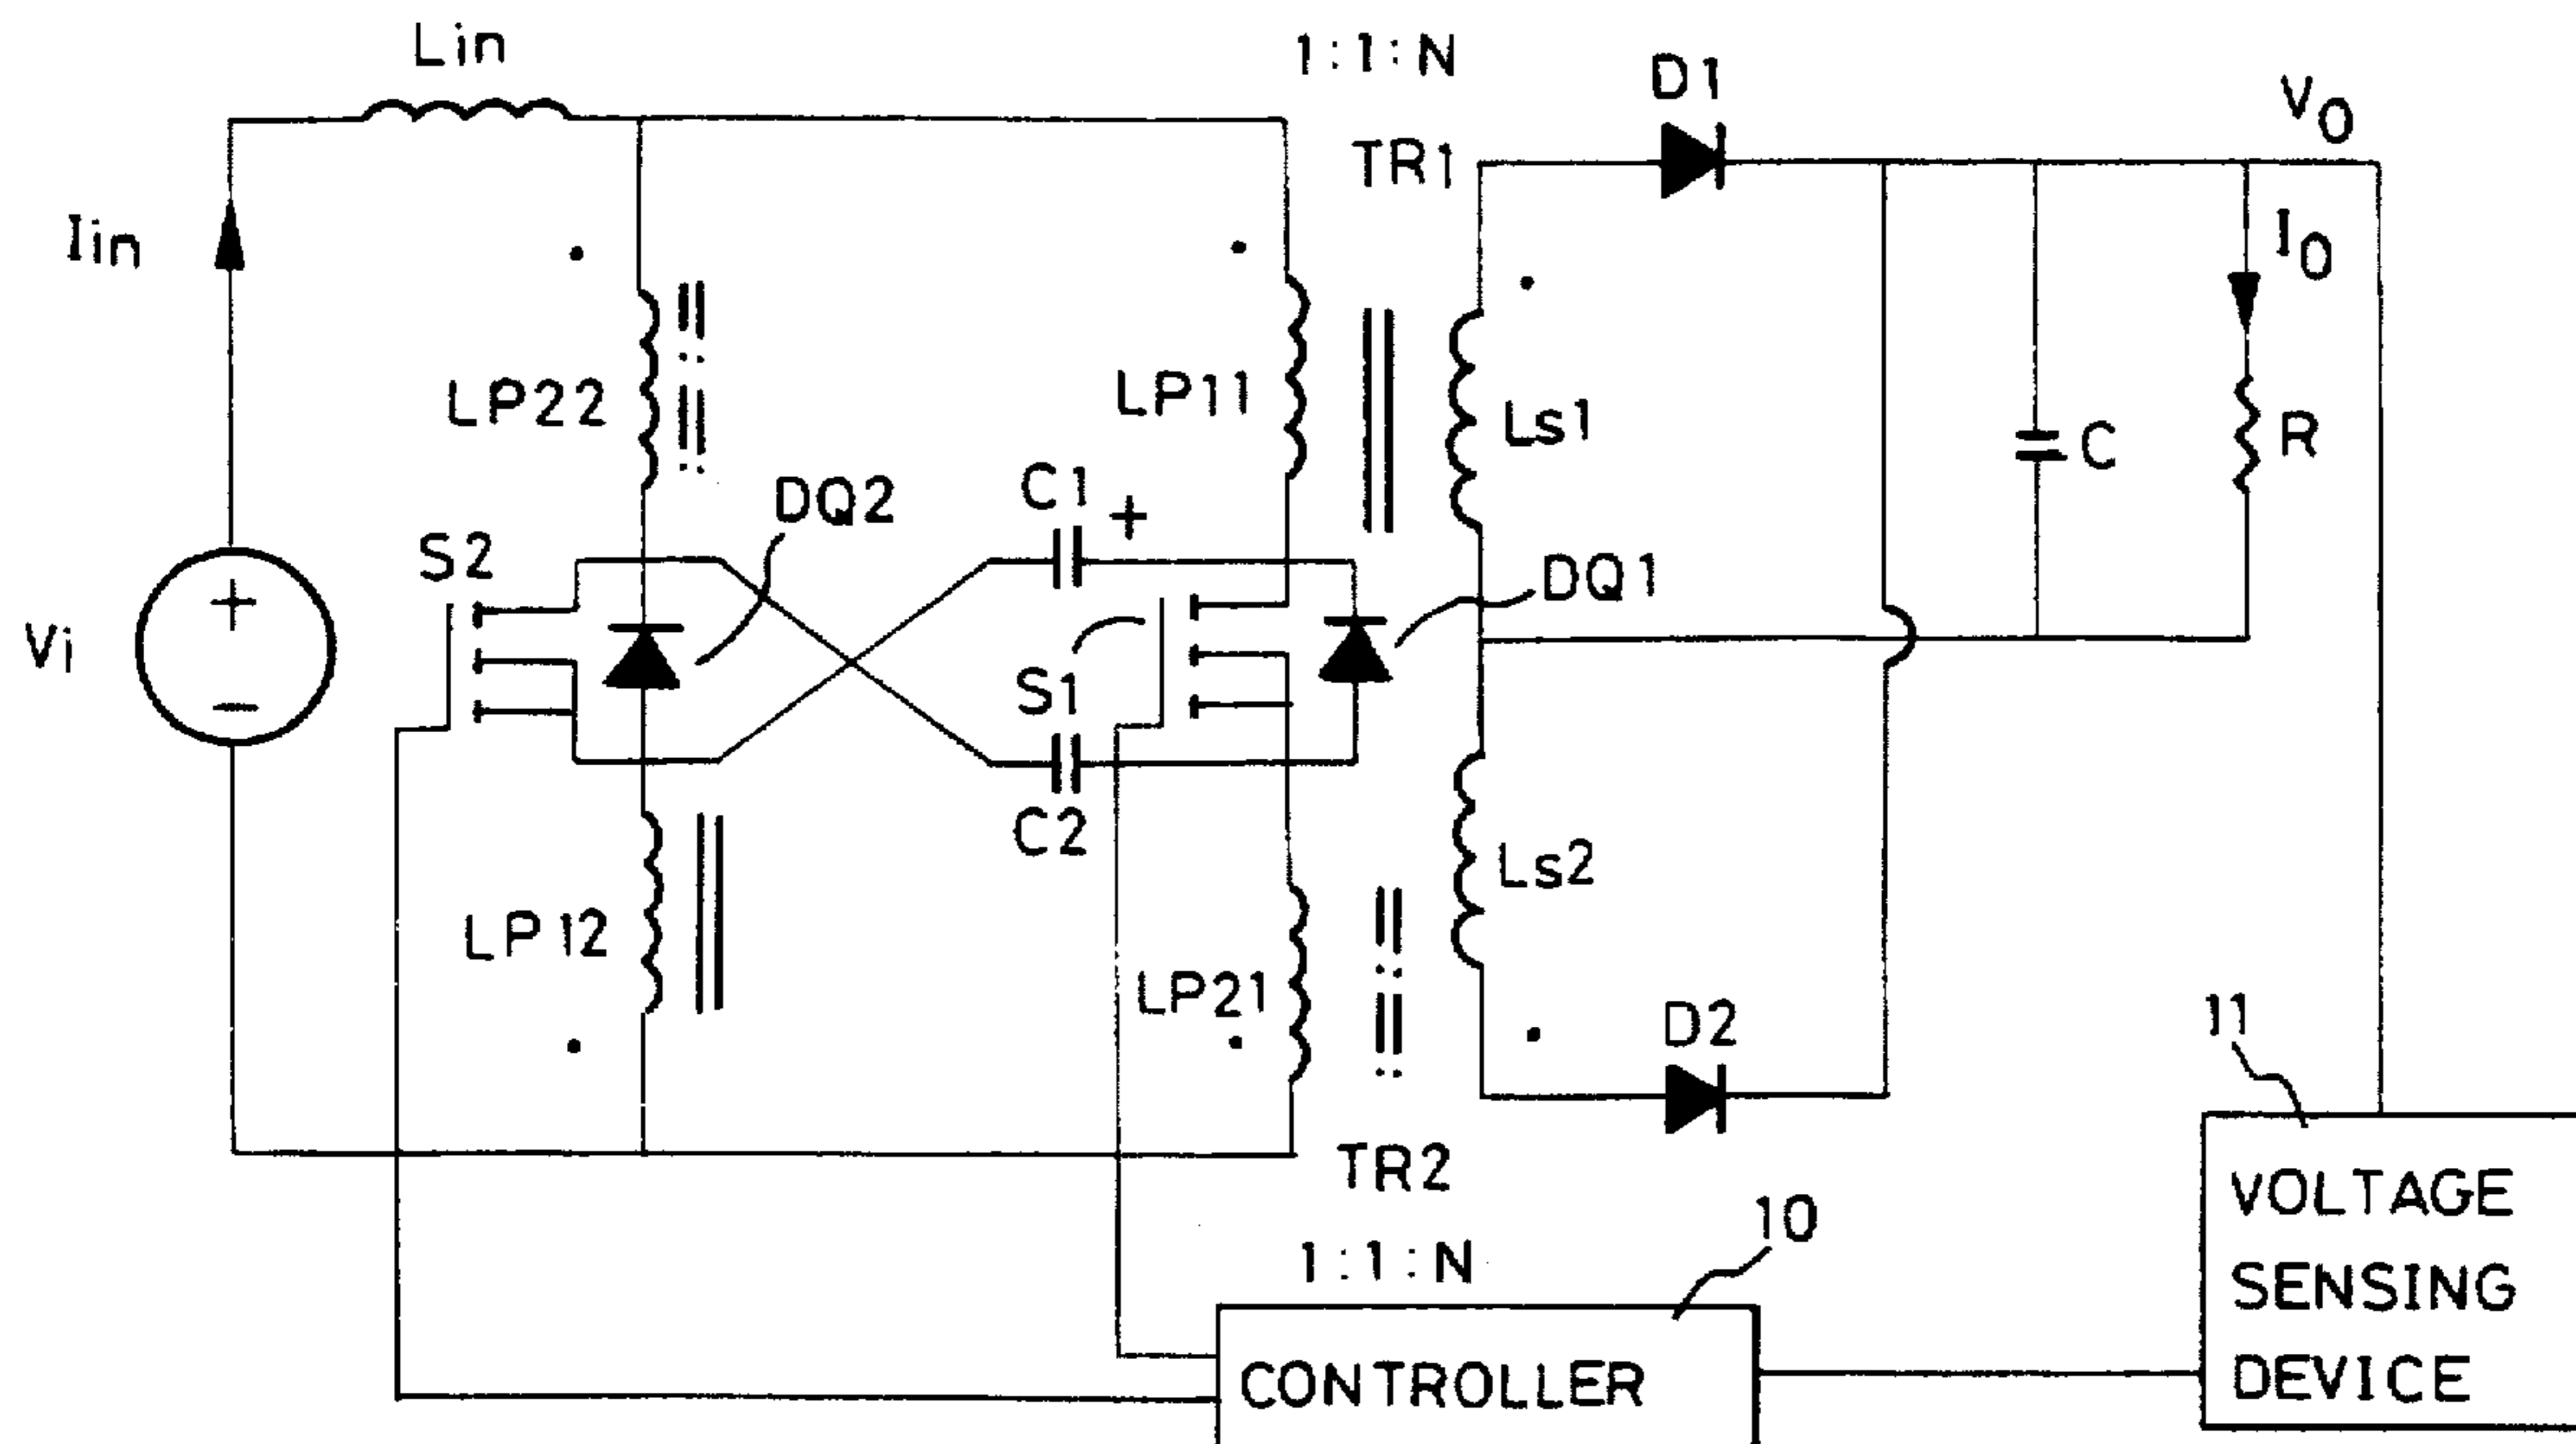 Lin
1:1:N
D1
VO
TR1
Iin
IO
LP22
LP11
Ls1
C
R
C1
+
DQ2
S2
DQ1
+
Vi
S1
−
C2
Ls2
LP12
LP21
D2
11
TR2
VOLTAGE
SENSING
DEVICE
10
1:1:N
CONTROLLER